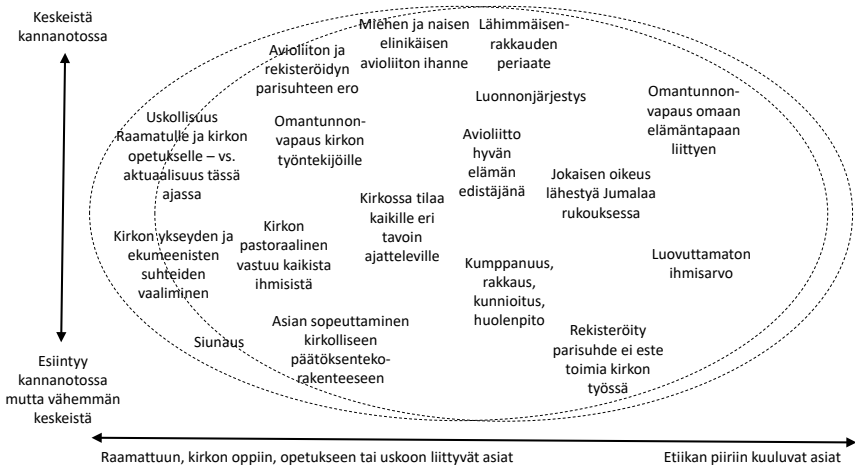 Keskeistä
kannanotossa
Miehen ja naisen
elinikäisen
avioliiton ihanne
Lähimmäisen-
rakkauden
periaate
Avioliiton ja
rekisteröidyn
parisuhteen ero
Luonnonjärjestys
Omantunnon-
vapaus omaan
elämäntapaan
liittyen
Uskollisuus
Raamatulle ja kirkon
opetukselle – vs.
aktuaalisuus tässä
ajassa
Omantunnon-
vapaus kirkon
työntekijöille
Avioliitto
hyvän
elämän
edistäjänä
Jokaisen oikeus
lähestyä Jumalaa
rukouksessa
Kirkossa tilaa
kaikille eri
tavoin
ajatteleville
Kirkon ykseyden ja
ekumeenisten
suhteiden
vaaliminen
Kirkon
pastoraalinen
vastuu kaikista
ihmisistä
Kumppanuus,
rakkaus,
kunnioitus,
huolenpito
Luovuttamaton
ihmisarvo
Siunaus
Asian sopeuttaminen
kirkolliseen
päätöksenteko-
rakenteeseen
Rekisteröity
parisuhde ei este
toimia kirkon
työssä
Esiintyy
kannanotossa
mutta vähemmän
keskeistä
Raamattuun, kirkon oppiin, opetukseen tai uskoon liittyvät asiat
Etiikan piiriin kuuluvat asiat